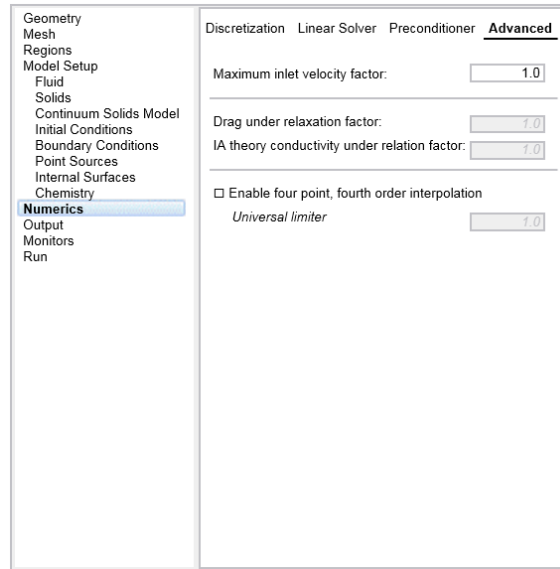 Geometry
Mesh
Regions
Model Setup
Fluid
Solids
Continuum Solids Model
Initial Conditions
Boundary Conditions
Point Sources
Internal Surfaces
Chemistry
Numerics
Output
Monitors
Run
Discretization Linear Solver Preconditioner Advanced
Maximum inlet velocity factor: 1.0
Drag under relaxation factor: 1.0
IA theory conductivity under relation factor: 1.0
Enable four point, fourth order interpolation
Universal limiter 1.0